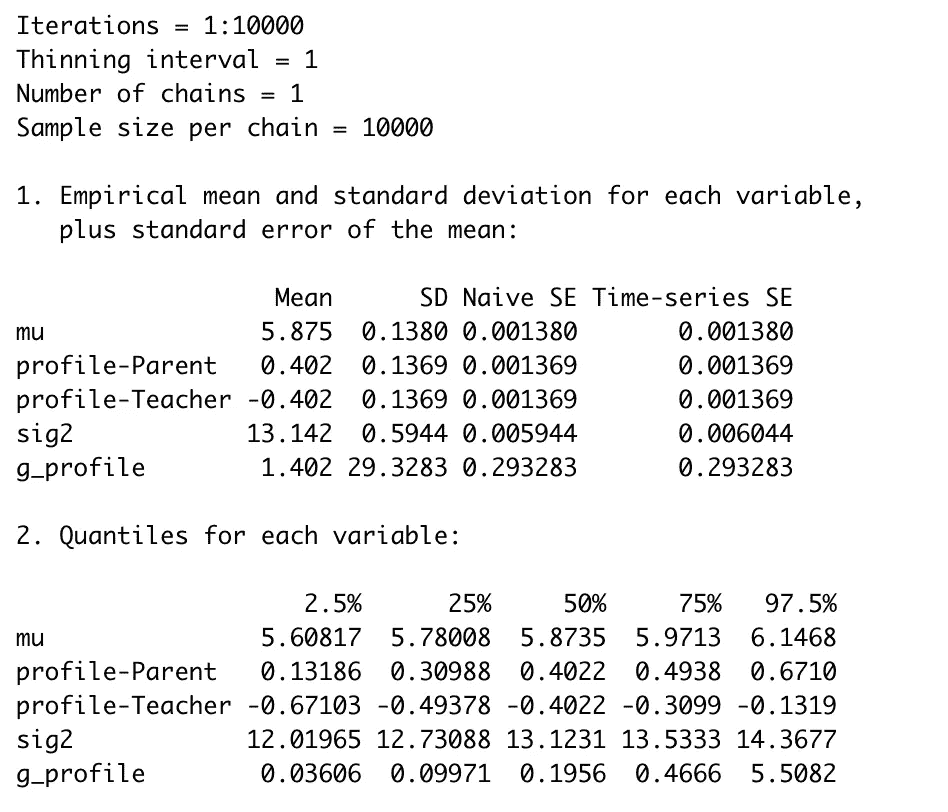 Iterations = 1:10000
Thinning interval = 1
Number of chains = 1
Sample size per chain = 10000

1. Empirical mean and standard deviation for each variable,
   plus standard error of the mean:

                  Mean      SD Naive SE Time-series SE
mu               5.875  0.1380 0.001380       0.001380
profile-Parent   0.402  0.1369 0.001369       0.001369
profile-Teacher -0.402  0.1369 0.001369       0.001369
sig2            13.142  0.5944 0.005944       0.006044
g_profile        1.402 29.3283 0.293283       0.293283

2. Quantiles for each variable:

                    2.5%      25%     50%     75%   97.5%
mu               5.60817  5.78008  5.8735  5.9713  6.1468
profile-Parent   0.13186  0.30988  0.4022  0.4938  0.6710
profile-Teacher -0.67103 -0.49378 -0.4022 -0.3099 -0.1319
sig2            12.01965 12.73088 13.1231 13.5333 14.3677
g_profile        0.03606  0.09971  0.1956  0.4666  5.5082